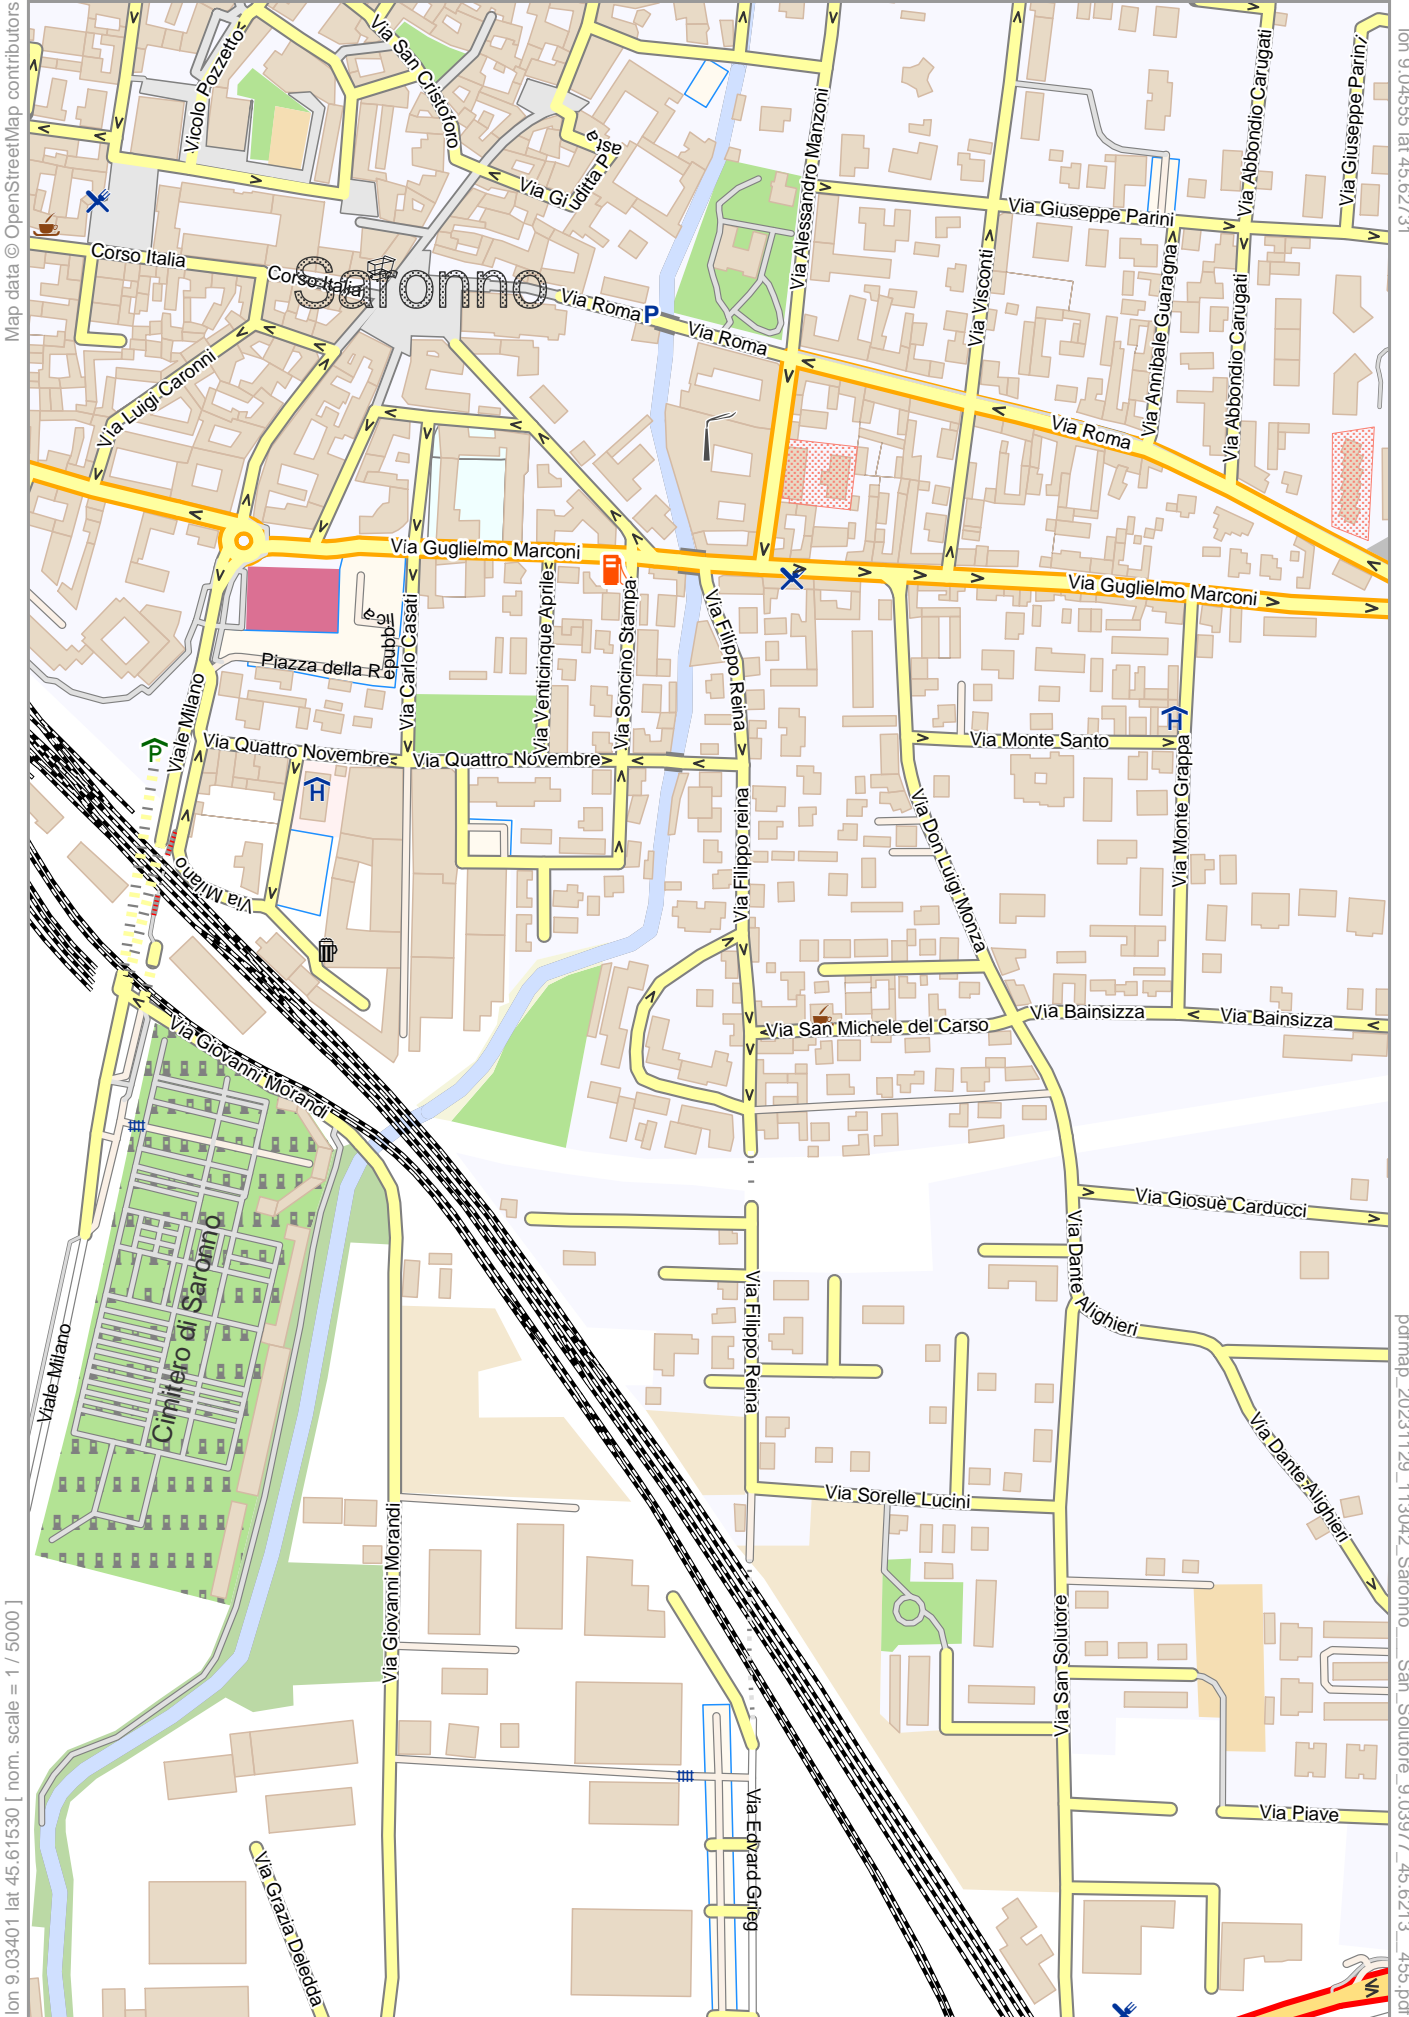 Map data © OpenStreetMap contributors
lon 9.03401 lat 45.61530 [ nom. scale = 1 / 5000 ]
lon 9.04555 lat 45.62731
Via San Cristoforo
Vicolo Pozzetto
Via Giuditta Pasta
Via Alessandro Manzoni
Via Abbondio Carugati
Via Giuseppe Parini
Via Giuseppe Parini
Corso Italia
Corso Italia
Saronno
Via Roma
P
Via Roma
Via Visconti
Via Annibale Guaragna
Via Abbondio Carugati
Via Luigi Caronni
Via Roma
Via Guglielmo Marconi
Via Guglielmo Marconi
Piazza della Repubblica
Via Carlo Casati
Via Venticinque Aprile
Via Soncino Stampa
Via Filippo Reina
Viale Milano
P
Via Quattro Novembre
Via Quattro Novembre
H
H
Via Monte Santo
Via Monte Grappa
Via Don Luigi Monza
Via Filippo reina
Via Milano
Via San Michele del Carso
Via Bainsizza
Via Bainsizza
Via Giovanni Morandi
Via Giosuè Carducci
Via Dante Alighieri
Cimitero di Saronno
Viale Milano
Via Filippo Reina
Via Dante Alighieri
Via Sorelle Lucini
Via Giovanni Morandi
Via San Solutore
Via Piave
Via Edvard Grieg
Via Grazia Deledda